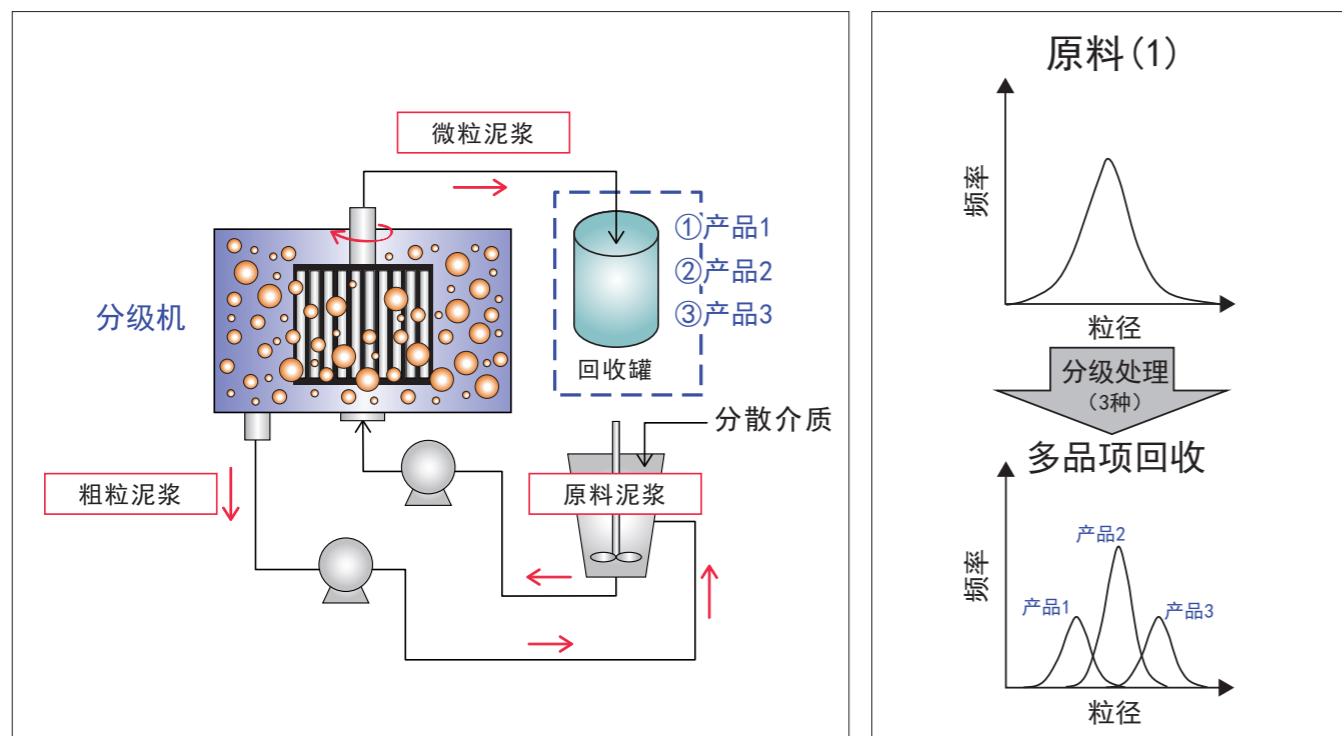 微粒泥浆
①产品1
②产品2
③产品3
分级机
回收罐
分散介质
粗粒泥浆
原料泥浆
原料(1)
频率
粒径
分级处理
(3种)
多品项回收
产品2
频率
产品1
产品3
粒径